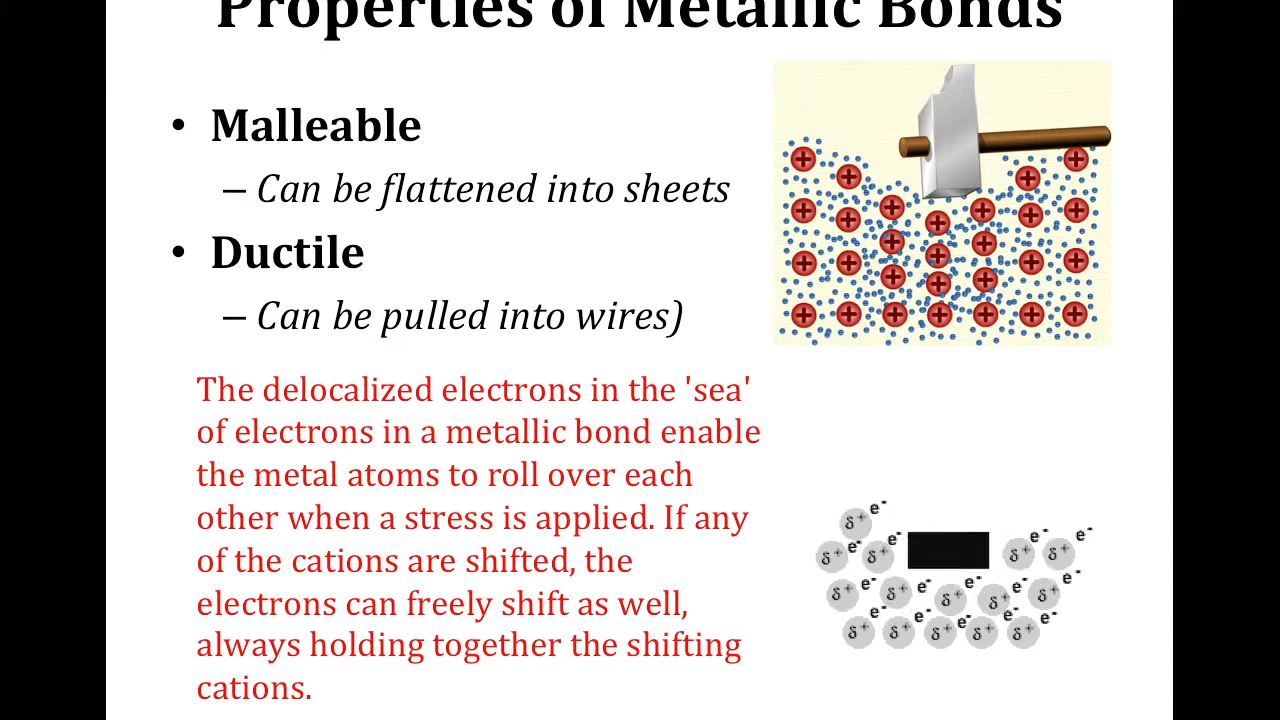 Properties of Metallic Bonds
• Malleable
– Can be flattened into sheets
• Ductile
– Can be pulled into wires)
The delocalized electrons in the 'sea'
of electrons in a metallic bond enable
the metal atoms to roll over each
other when a stress is applied. If any
of the cations are shifted, the
electrons can freely shift as well,
always holding together the shifting
cations.
+ + + + + + +
+ + + + + + +
+ + + + + + +
+ + + + + + +
δ+ e-
δ+ e- δ+ e- δ+ e- δ+ e-
δ+ e- δ+ e- δ+ e- δ+ e- δ+ e-
δ+ e- δ+ e- δ+ e- δ+ e- δ+ e-